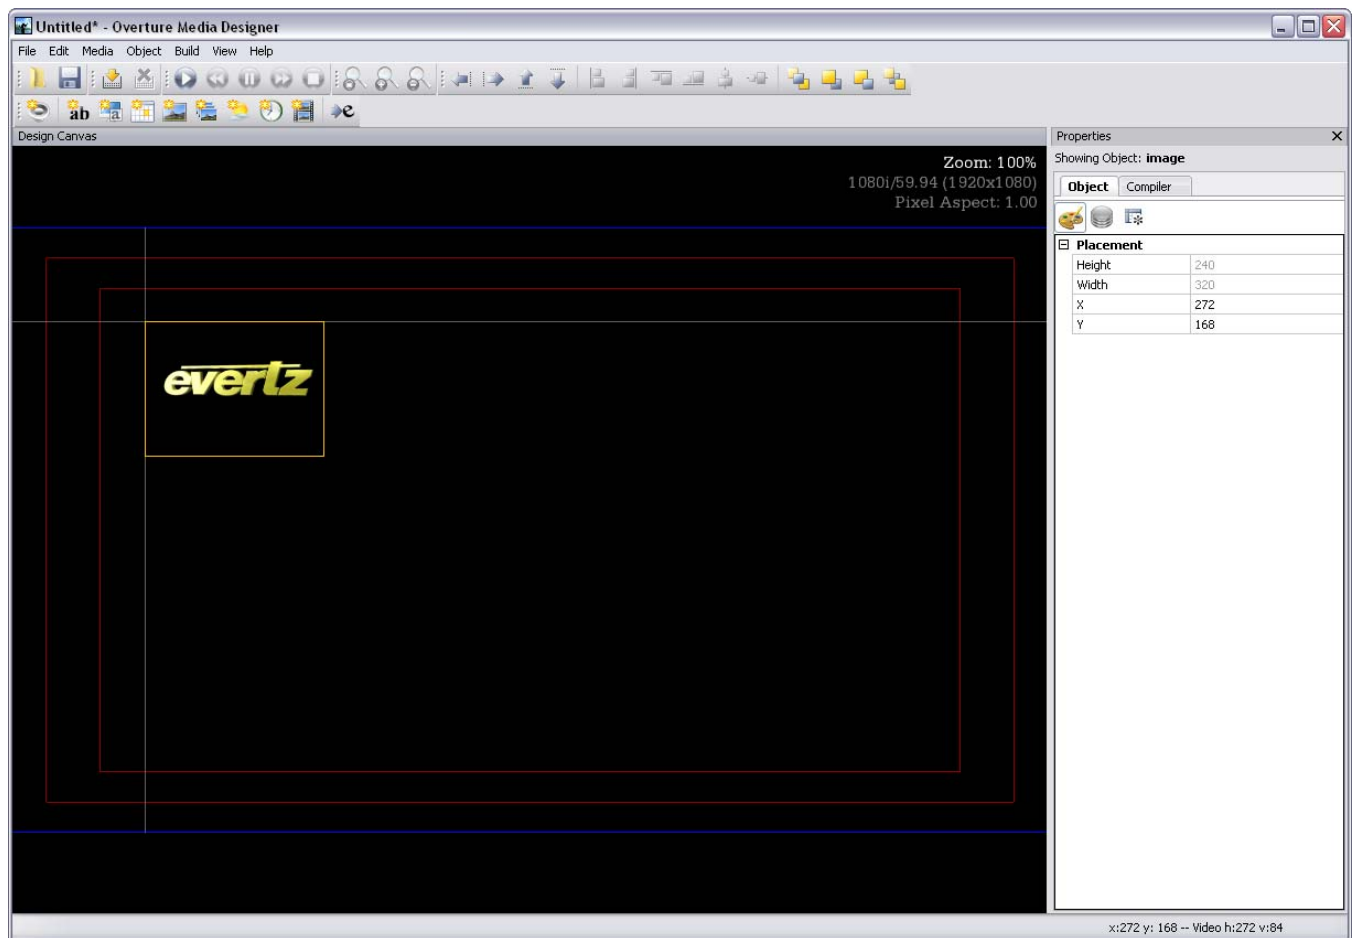 Untitled* - Overture Media Designer
File Edit Media Object Build View Help
ab a e
Design Canvas
Properties
Zoom: 100%
1080i/59.94 (1920x1080)
Pixel Aspect: 1.00
Showing Object: image
Object Compiler
Placement
Height 240
Width 320
X 272
Y 168
evertz
x:272 y: 168 -- Video h:272 v:84